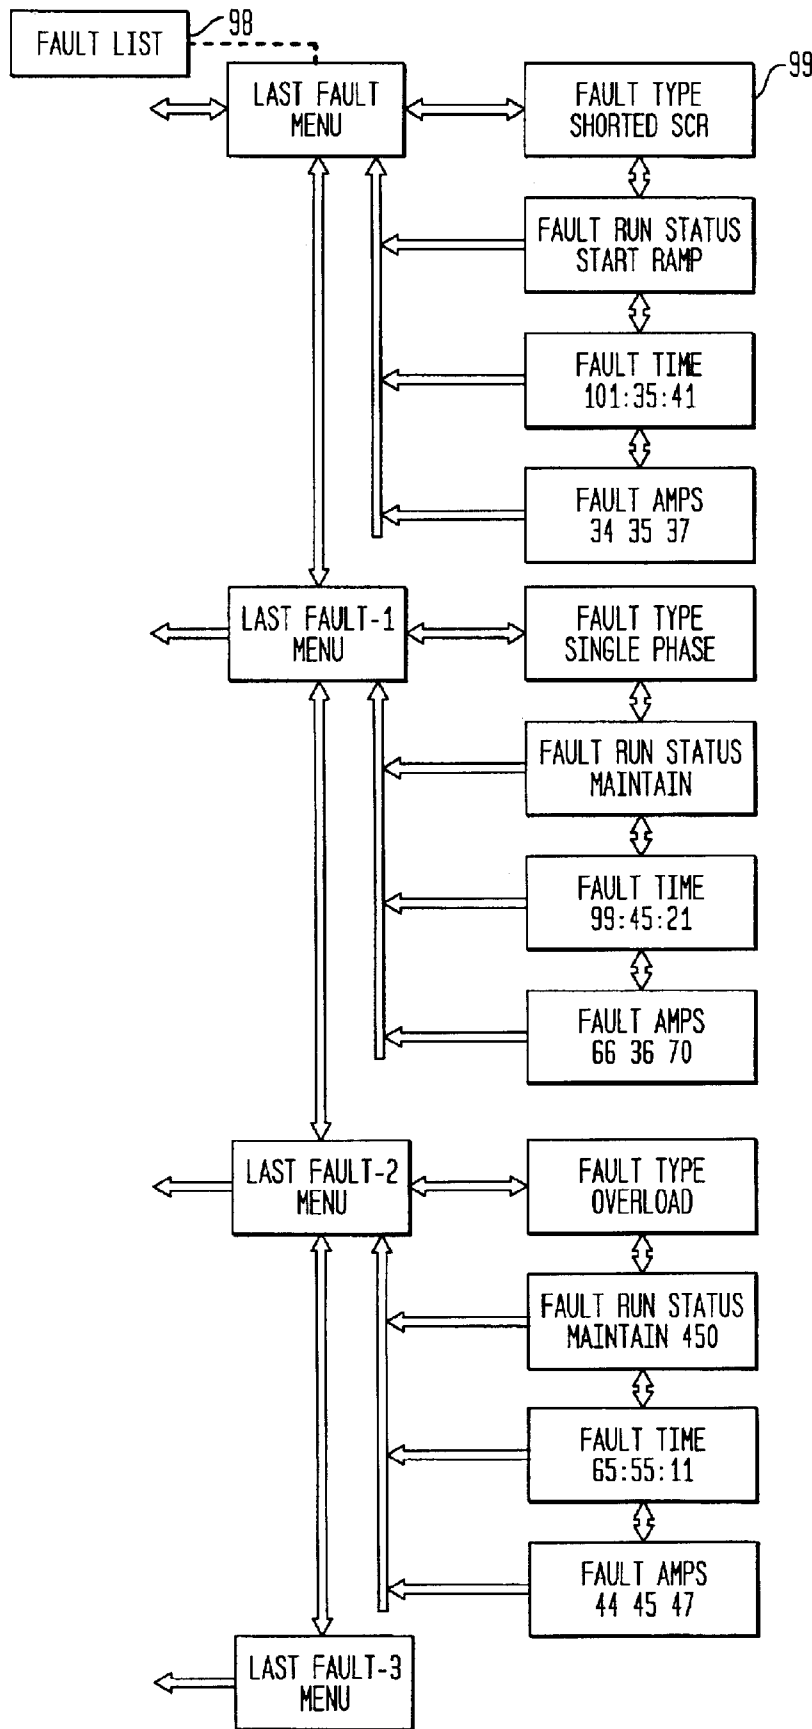 FAULT LIST
98
LAST FAULT
MENU
FAULT TYPE
SHORTED SCR
99
FAULT RUN STATUS
START RAMP
FAULT TIME
101:35:41
FAULT AMPS
34 35 37
LAST FAULT-1
MENU
FAULT TYPE
SINGLE PHASE
FAULT RUN STATUS
MAINTAIN
FAULT TIME
99:45:21
FAULT AMPS
66 36 70
LAST FAULT-2
MENU
FAULT TYPE
OVERLOAD
FAULT RUN STATUS
MAINTAIN 450
FAULT TIME
65:55:11
FAULT AMPS
44 45 47
LAST FAULT-3
MENU